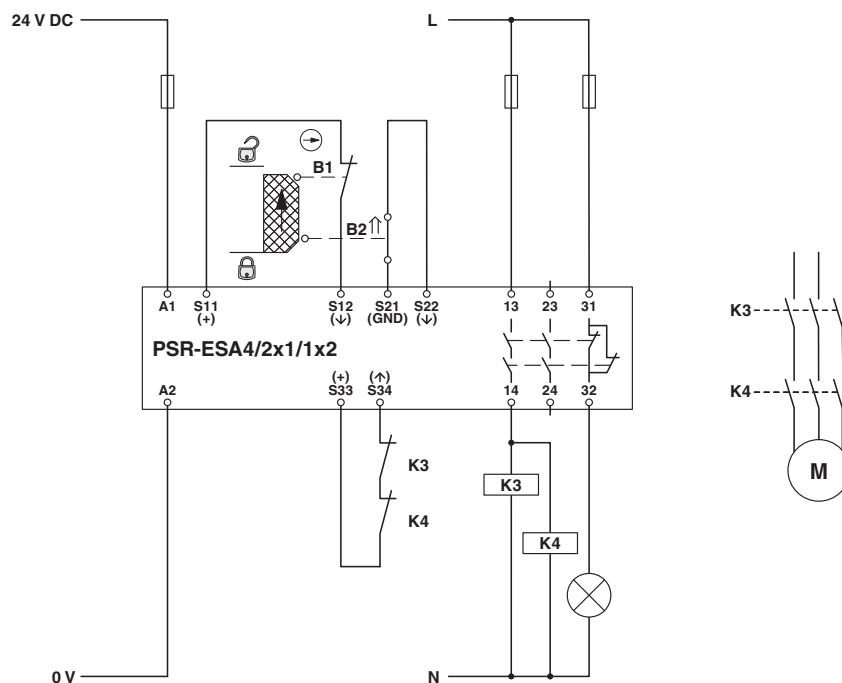 24 V DC
L
B1
B2
A1 S11 S12 S21 S22 13 23 31
(+) (↓) (GND) (↓)
PSR-ESA4/2x1/1x2
(+) (↑)
A2 S33 S34 14 24 32
K3
K4
K3
K4
K3
K4
M
0 V
N